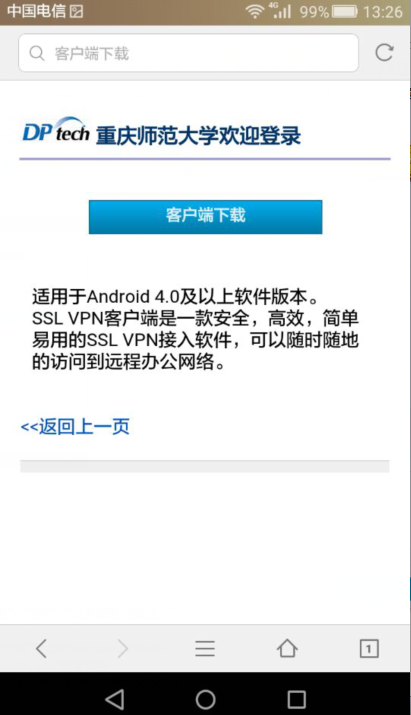 中国电信 4G 99% 13:26
客户端下载
DPtech 重庆师范大学欢迎登录
客户端下载
适用于Android 4.0及以上软件版本。
SSL VPN客户端是一款安全，高效，简单
易用的SSL VPN接入软件，可以随时随地
的访问到远程办公网络。
<<返回上一页
1